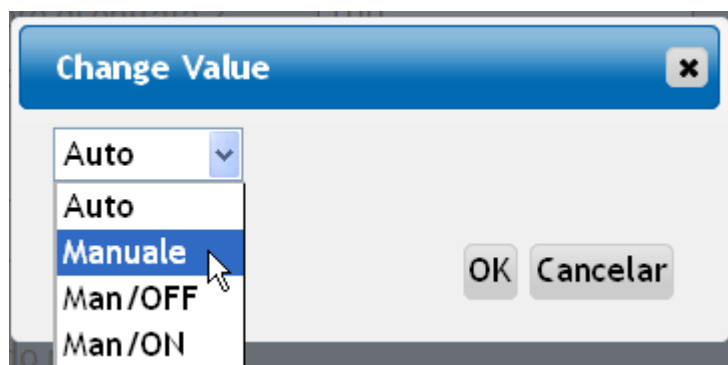 Change Value
Auto
Auto
Manuale
Man/OFF
Man/ON
OK Cancelar